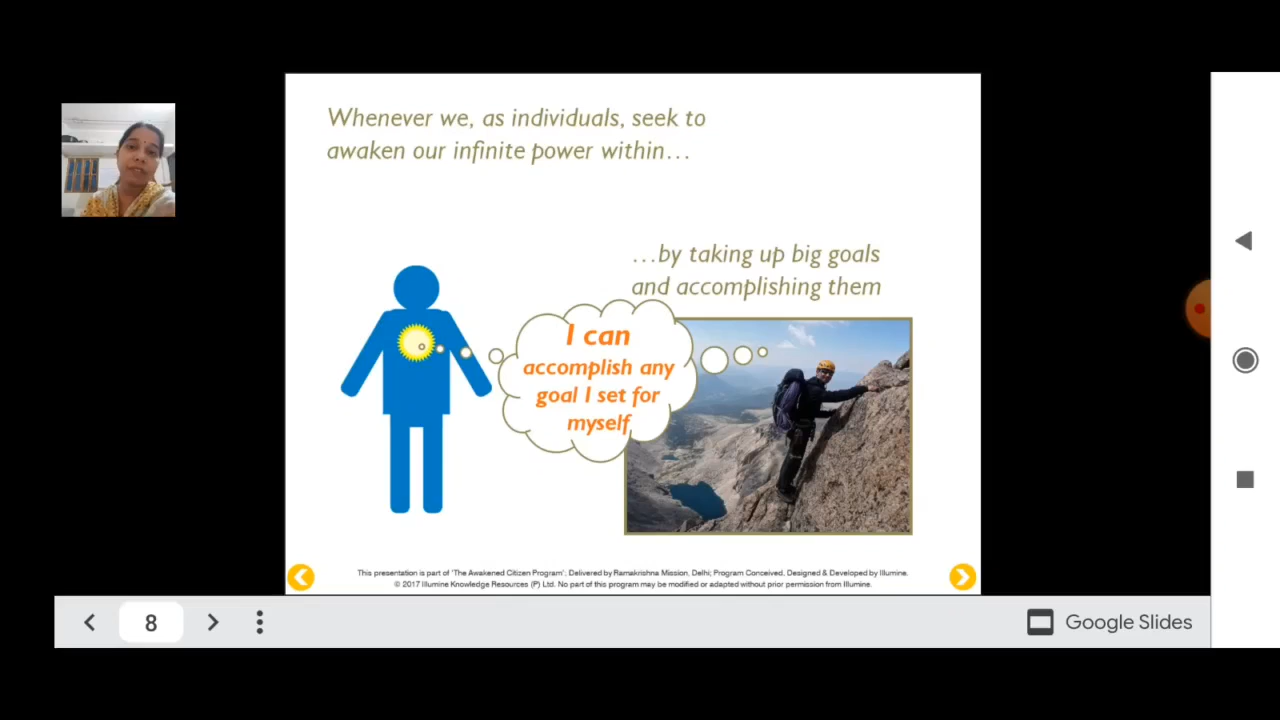 Whenever we, as individuals, seek to
awaken our infinite power within...
...by taking up big goals
and accomplishing them
I can
accomplish any
goal I set for
myself
This presentation is part of 'The Awakened Citizen Program'; Delivered by Ramakrishna Mission, Delhi; Program Conceived, Designed & Developed by Illumine.
© 2017 Illumine Knowledge Resources (P) Ltd. No part of this program may be modified or adapted without prior permission from Illumine.
8
Google Slides